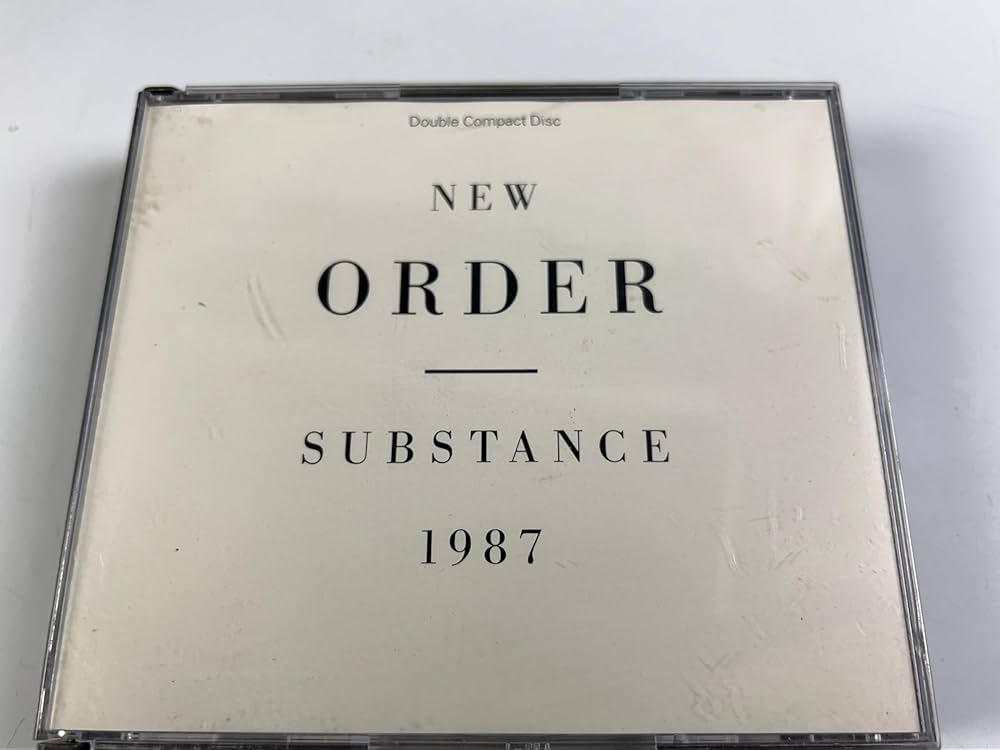 Double Compact Disc
NEW
ORDER
SUBSTANCE
1987